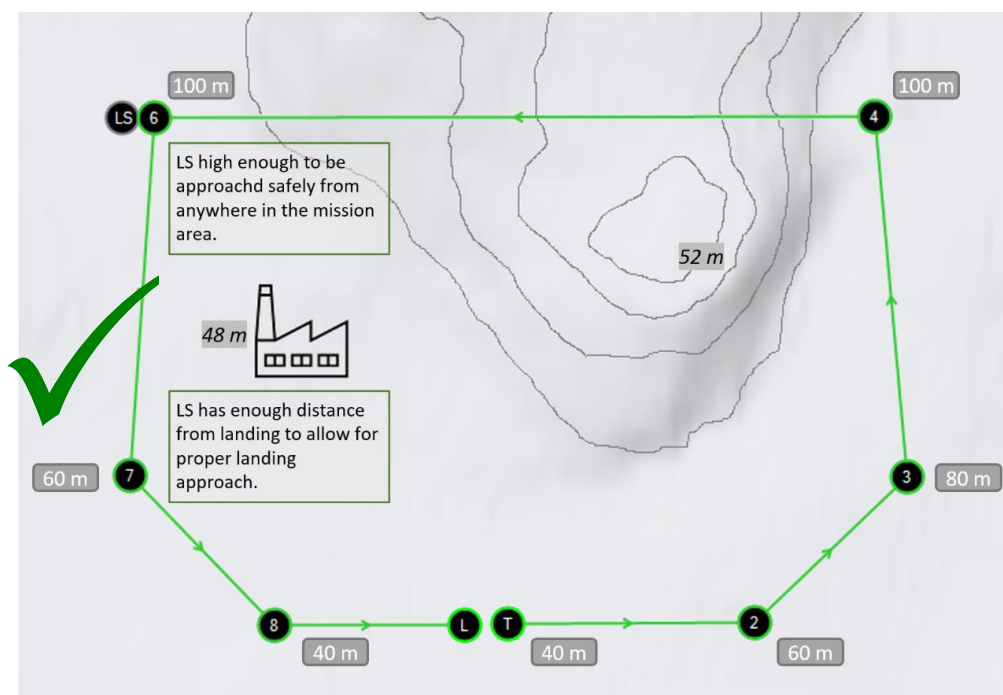 100 m
100 m
LS
6
4
LS high enough to be
approachd safely from
anywhere in the mission
area.
52 m
48 m
LS has enough distance
from landing to allow for
proper landing
approach.
60 m
7
3
80 m
8
L
T
2
40 m
40 m
60 m